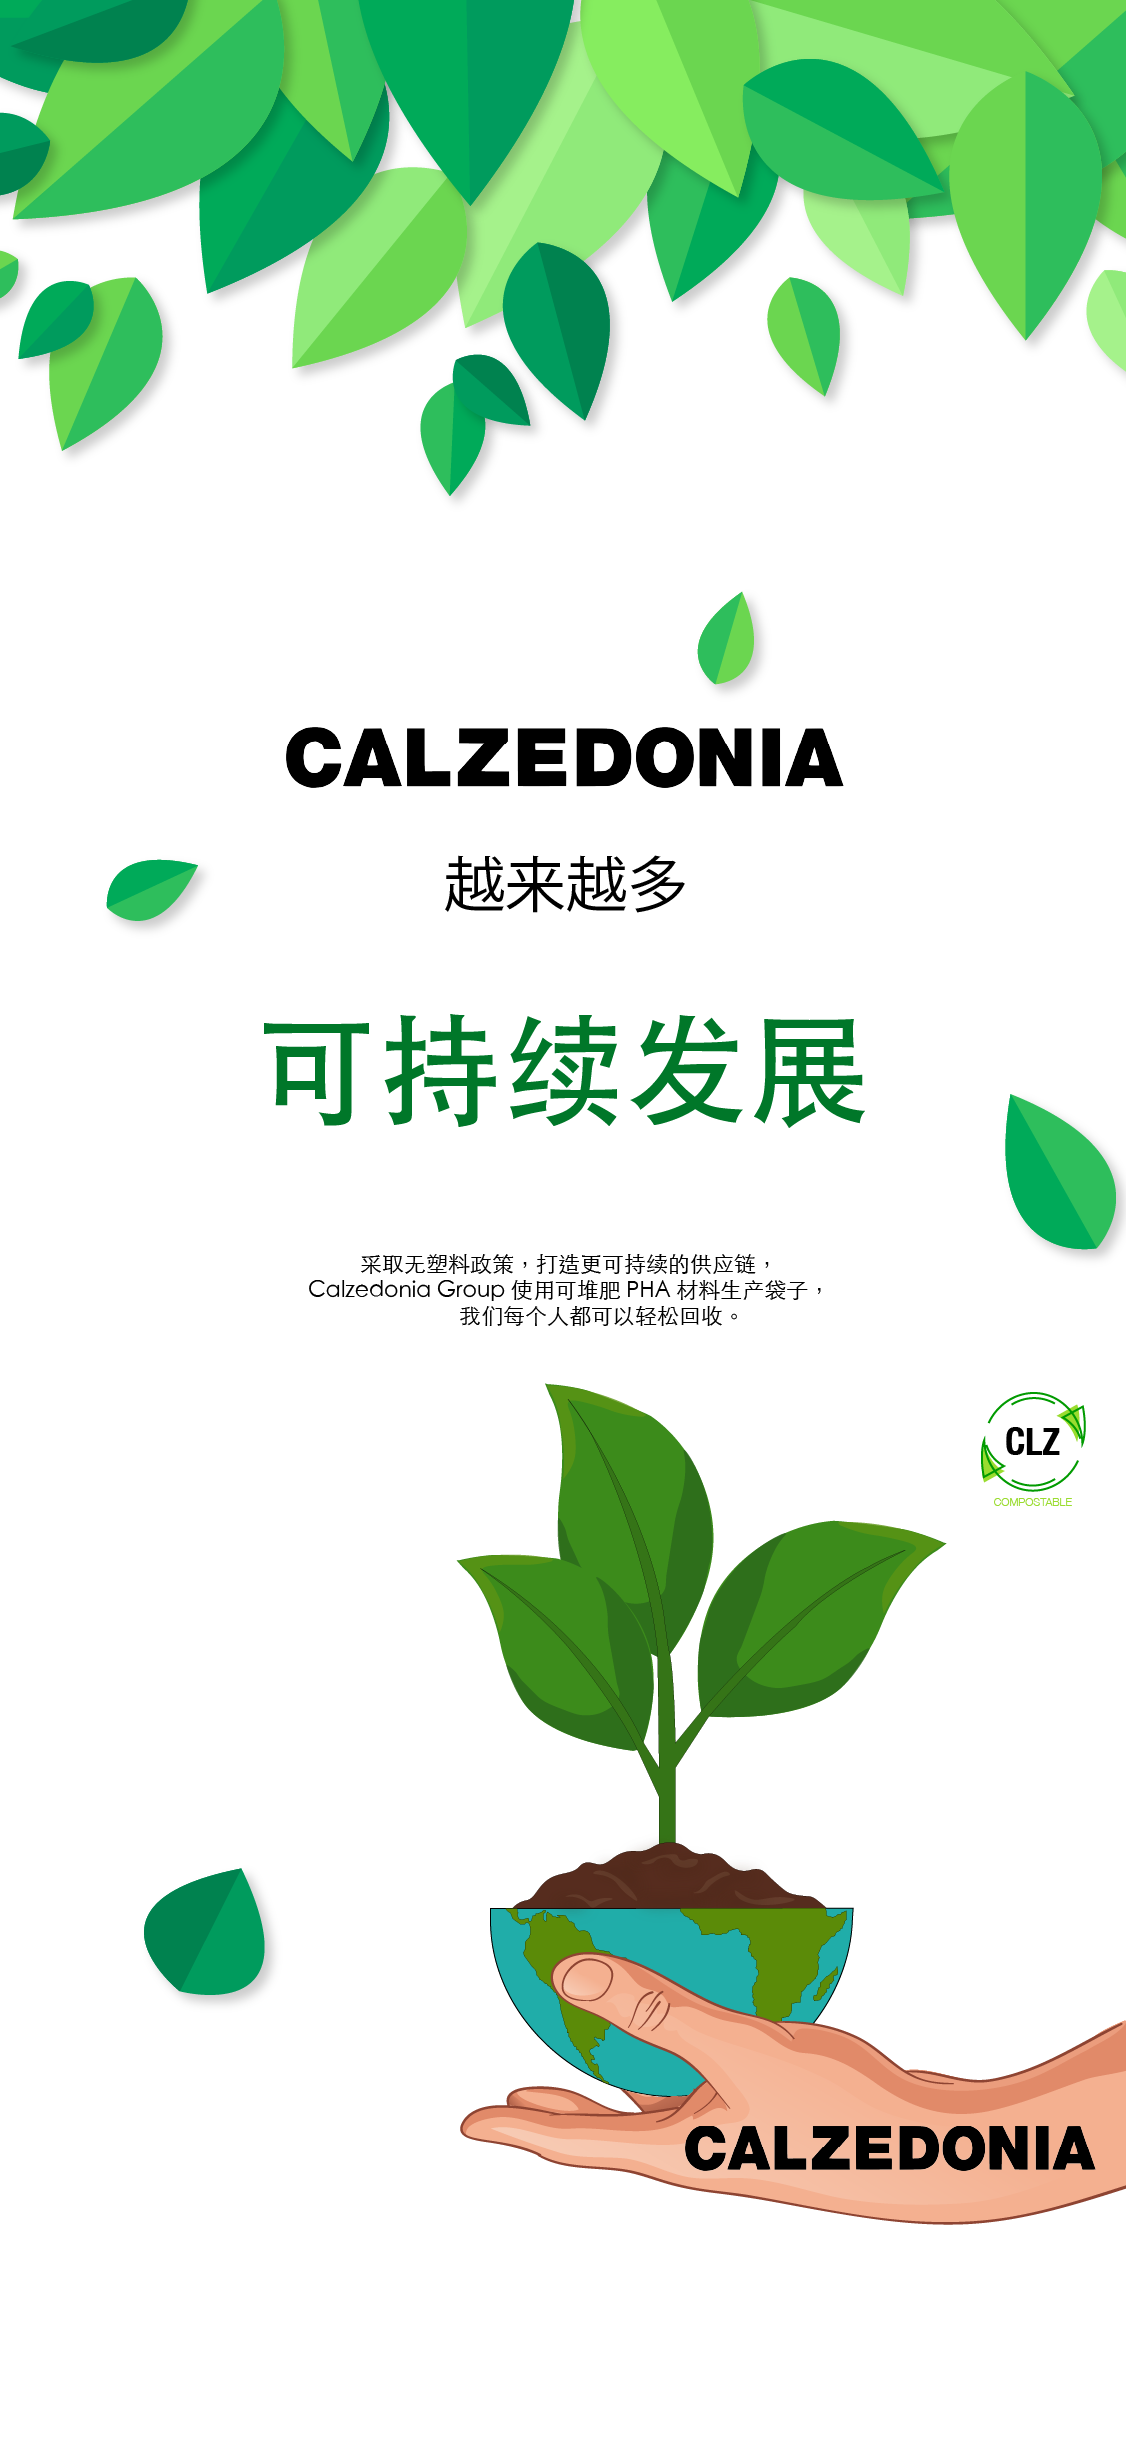 CALZEDONIA
越来越多
可持续发展
采取无塑料政策，打造更可持续的供应链，
Calzedonia Group 使用可堆肥 PHA 材料生产袋子，
我们每个人都可以轻松回收。
CLZ
COMPOSTABLE
CALZEDONIA